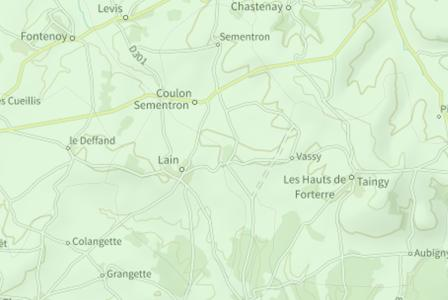 Levis
Chastenay
Fontenoy
D301
Sementron
Coulon
Sementron
es Cueillis
le Deffand
Lain
Vassy
Les Hauts de
Forterre
Taingy
Colangette
Grangette
Aubigny